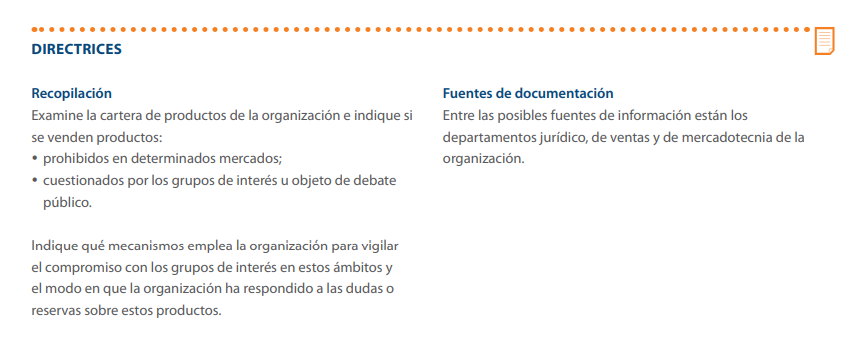 DIRECTRICES
Recopilación
Examine la cartera de productos de la organización e indique si
se venden productos:
• prohibidos en determinados mercados;
• cuestionados por los grupos de interés u objeto de debate
público.
Indique qué mecanismos emplea la organización para vigilar
el compromiso con los grupos de interés en estos ámbitos y
el modo en que la organización ha respondido a las dudas o
reservas sobre estos productos.
Fuentes de documentación
Entre las posibles fuentes de información están los
departamentos jurídico, de ventas y de mercadotecnia de la
organización.